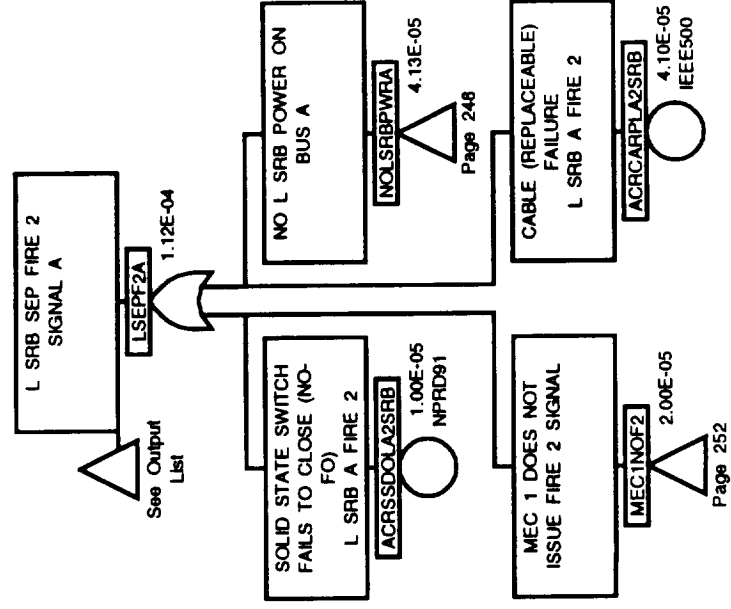 L SRB SEP FIRE 2
SIGNAL A
LSEPF2A
1.12E-04
See Output
List
SOLID STATE SWITCH
FAILS TO CLOSE (NO-
FO)
L SRB A FIRE 2
ACRSSDOLA2SRB
1.00E-05
NPRD91
NO L SRB POWER ON
BUS A
NOLSRBPWRA
4.13E-05
Page 248
MEC 1 DOES NOT
ISSUE FIRE 2 SIGNAL
MEC1NOF2
2.00E-05
Page 252
CABLE (REPLACEABLE)
FAILURE
L SRB A FIRE 2
ACRCARPLA2SRB
4.10E-05
IEEE500